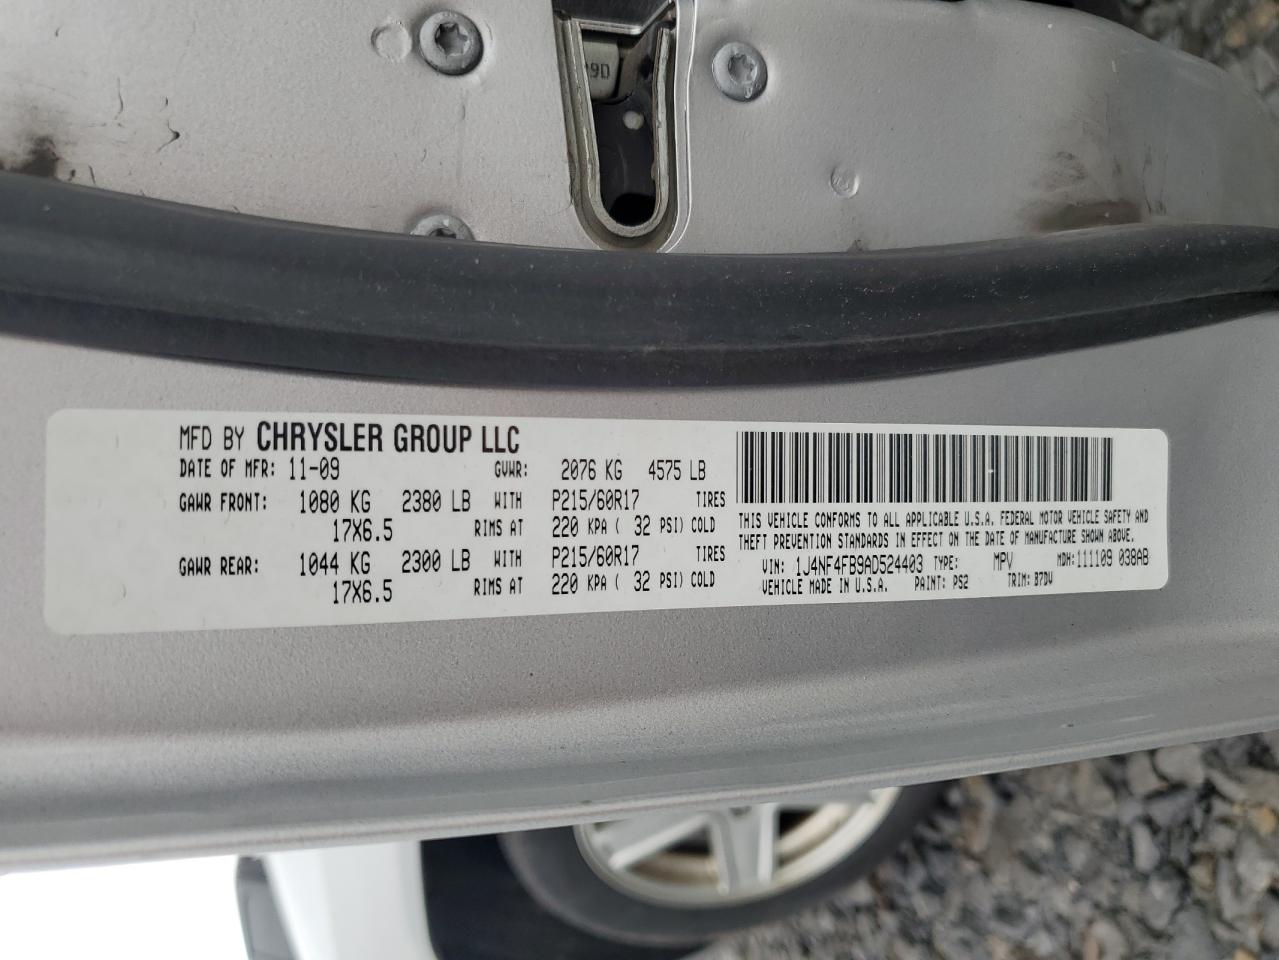 9D
MFD BY CHRYSLER GROUP LLC
DATE OF MFR: 11-09 GVWR: 2076 KG 4575 LB
GAWR FRONT: 1080 KG 2380 LB WITH P215/60R17 TIRES
17X6.5 RIMS AT 220 KPA ( 32 PSI) COLD
GAWR REAR: 1044 KG 2300 LB WITH P215/60R17 TIRES
17X6.5 RIMS AT 220 KPA ( 32 PSI) COLD
THIS VEHICLE CONFORMS TO ALL APPLICABLE U.S.A. FEDERAL MOTOR VEHICLE SAFETY AND
THEFT PREVENTION STANDARDS IN EFFECT ON THE DATE OF MANUFACTURE SHOWN ABOVE.
VIN: 1J4NF4FB9AD524403 TYPE: MPV MDH:111109 038AB
VEHICLE MADE IN U.S.A. PAINT: PS2 TRIM: B7DV